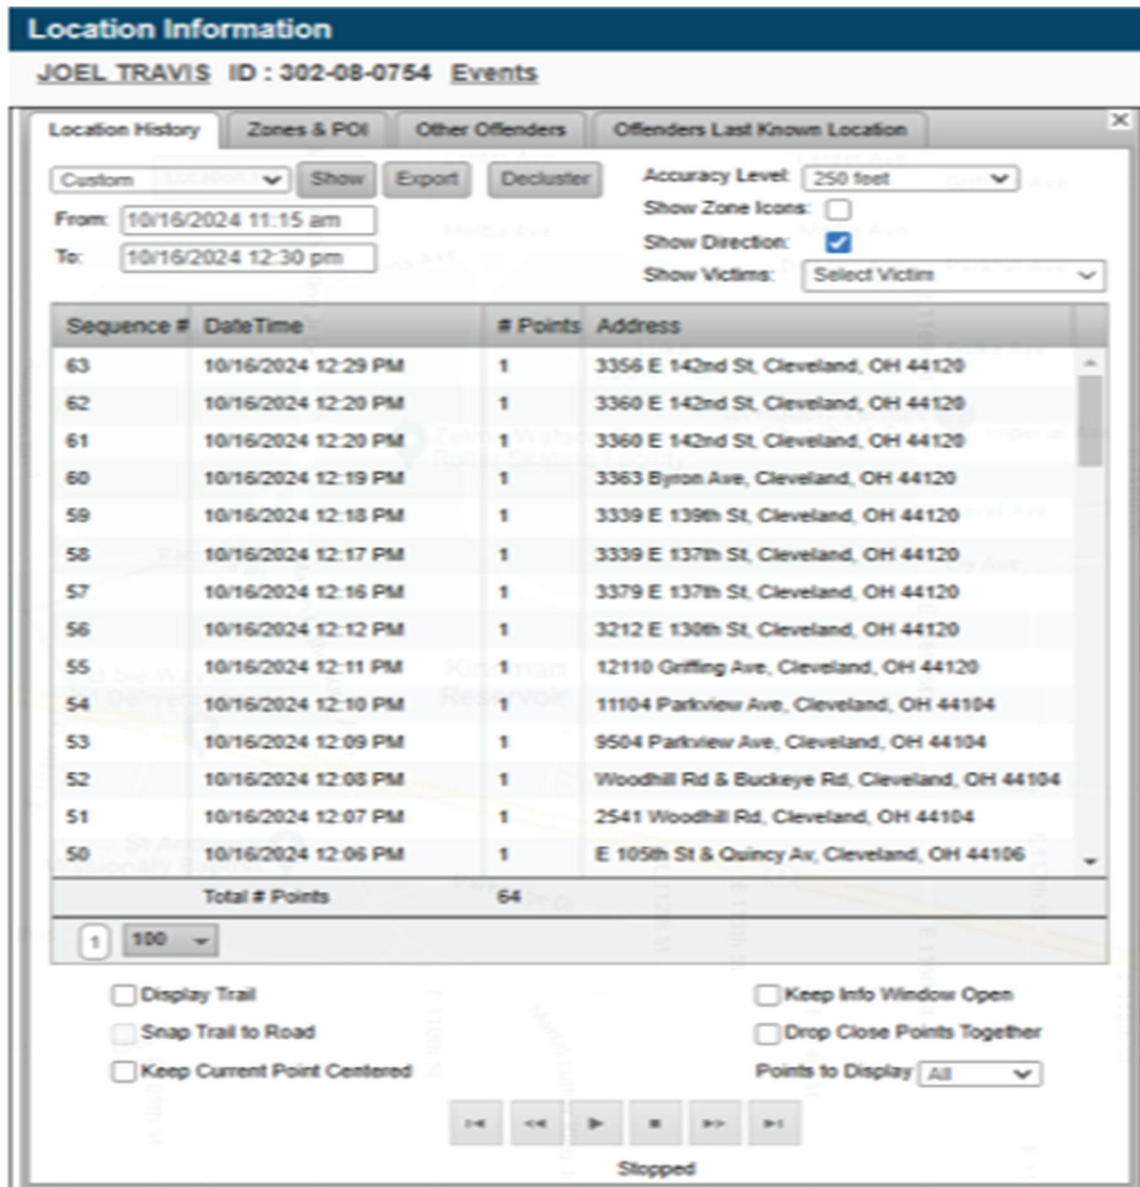 Location Information
JOEL TRAVIS ID : 302-08-0754 Events
Location History Zones & POI Other Offenders Offenders Last Known Location
Custom Show Export Decluster Accuracy Level: 250 feet
Show Zone Icons:
From: 10/16/2024 11:15 am
Show Direction:
To: 10/16/2024 12:30 pm
Show Victims: Select Victim
Sequence # DateTime # Points Address
63 10/16/2024 12:29 PM 1 3356 E 142nd St, Cleveland, OH 44120
62 10/16/2024 12:20 PM 1 3360 E 142nd St, Cleveland, OH 44120
61 10/16/2024 12:20 PM 1 3360 E 142nd St, Cleveland, OH 44120
60 10/16/2024 12:19 PM 1 3363 Byron Ave, Cleveland, OH 44120
59 10/16/2024 12:18 PM 1 3339 E 139th St, Cleveland, OH 44120
58 10/16/2024 12:17 PM 1 3339 E 137th St, Cleveland, OH 44120
57 10/16/2024 12:16 PM 1 3379 E 137th St, Cleveland, OH 44120
56 10/16/2024 12:12 PM 1 3212 E 130th St, Cleveland, OH 44120
55 10/16/2024 12:11 PM 1 12110 Griffing Ave, Cleveland, OH 44120
54 10/16/2024 12:10 PM 1 11104 Parkview Ave, Cleveland, OH 44104
53 10/16/2024 12:09 PM 1 9504 Parkview Ave, Cleveland, OH 44104
52 10/16/2024 12:08 PM 1 Woodhill Rd & Buckeye Rd, Cleveland, OH 44104
51 10/16/2024 12:07 PM 1 2541 Woodhill Rd, Cleveland, OH 44104
50 10/16/2024 12:06 PM 1 E 105th St & Quincy Av, Cleveland, OH 44106
Total # Points 64
1 100
Display Trail Keep Info Window Open
Snap Trail to Road Drop Close Points Together
Keep Current Point Centered Points to Display All
Stopped